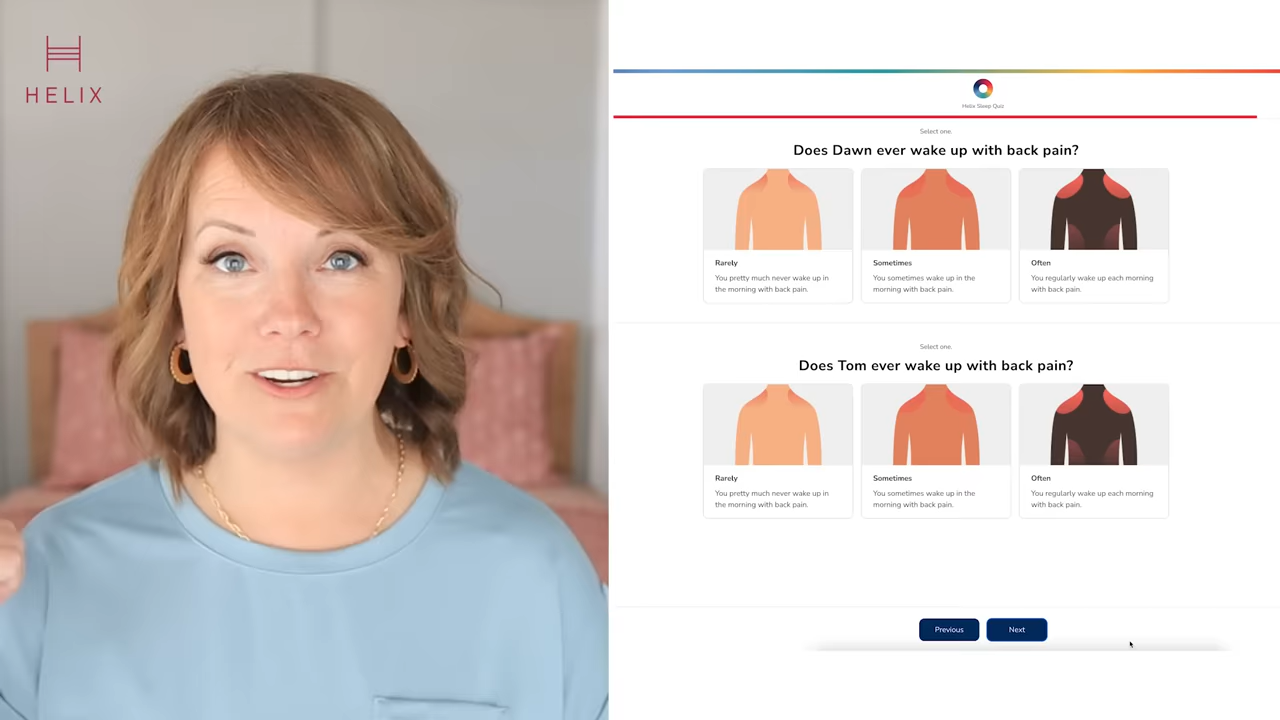 HELIX
Helix Sleep Quiz
Select one.
Does Dawn ever wake up with back pain?
Rarely
You pretty much never wake up in
the morning with back pain.
Sometimes
You sometimes wake up in the
morning with back pain.
Often
You regularly wake up each morning
with back pain.
Select one.
Does Tom ever wake up with back pain?
Rarely
You pretty much never wake up in
the morning with back pain.
Sometimes
You sometimes wake up in the
morning with back pain.
Often
You regularly wake up each morning
with back pain.
Previous
Next